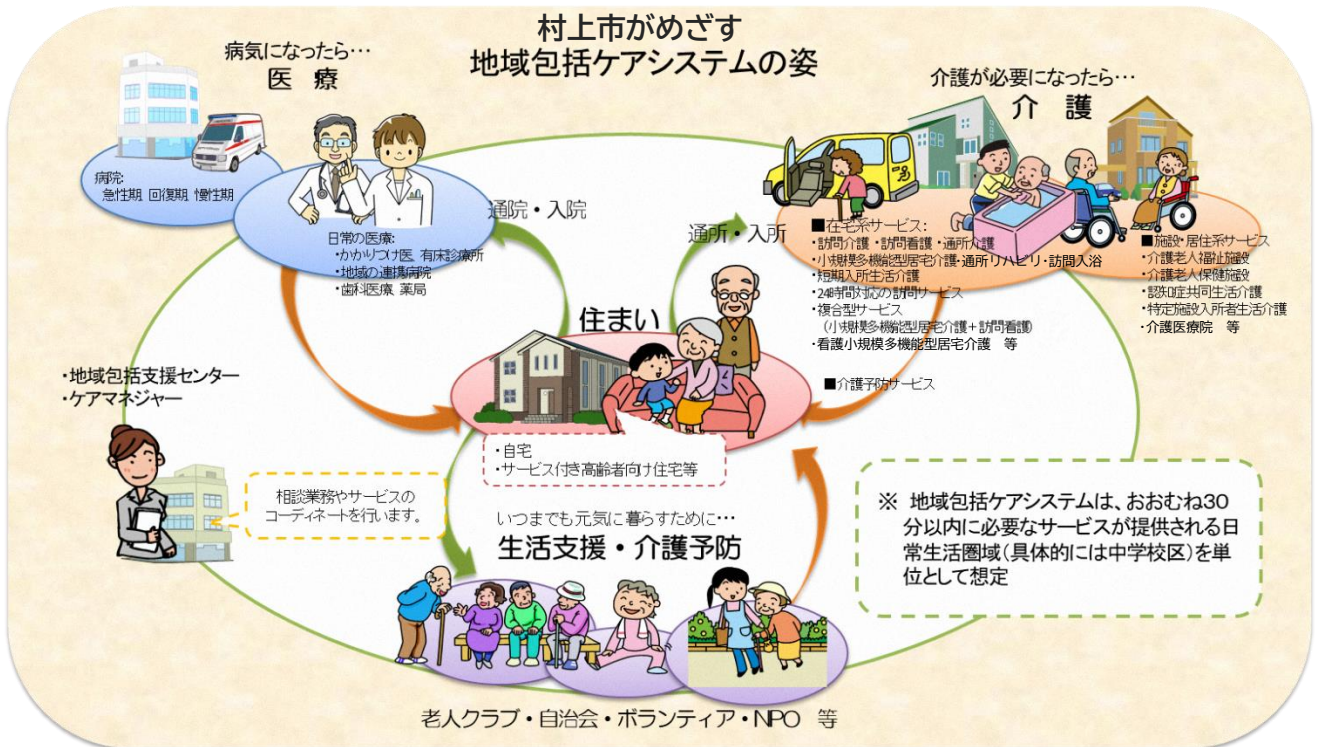 村上市がめざす
地域包括ケアシステムの姿
病気になったら…
医 療
病院:
急性期 回復期 慢性期
日常の医療:
・かかりつけ医 有床診療所
・地域の連携病院
・歯科医療 薬局
通院・入院
介護が必要になったら…
介 護
通所・入所
■在宅系サービス:
・訪問介護 ・訪問看護 ・通所介護
・小規模多機能型居宅介護・通所リハビリ・訪問入浴
・短期入所生活介護
・24時間対応の訪問サービス
・複合型サービス
(小規模多機能型居宅介護+訪問看護)
・看護小規模多機能型居宅介護 等
■介護予防サービス
■施設・居住系サービス
・介護老人福祉施設
・介護老人保健施設
・認知症共同生活介護
・特定施設入所者生活介護
・介護医療院 等
住まい
・自宅
・サービス付き高齢者向け住宅等
・地域包括支援センター
・ケアマネジャー
相談業務やサービスの
コーディネートを行います。
いつまでも元気に暮らすために…
生活支援・介護予防
老人クラブ・自治会・ボランティア・NPO 等
※ 地域包括ケアシステムは、おおむね30
分以内に必要なサービスが提供される日
常生活圏域(具体的には中学校区)を単
位として想定